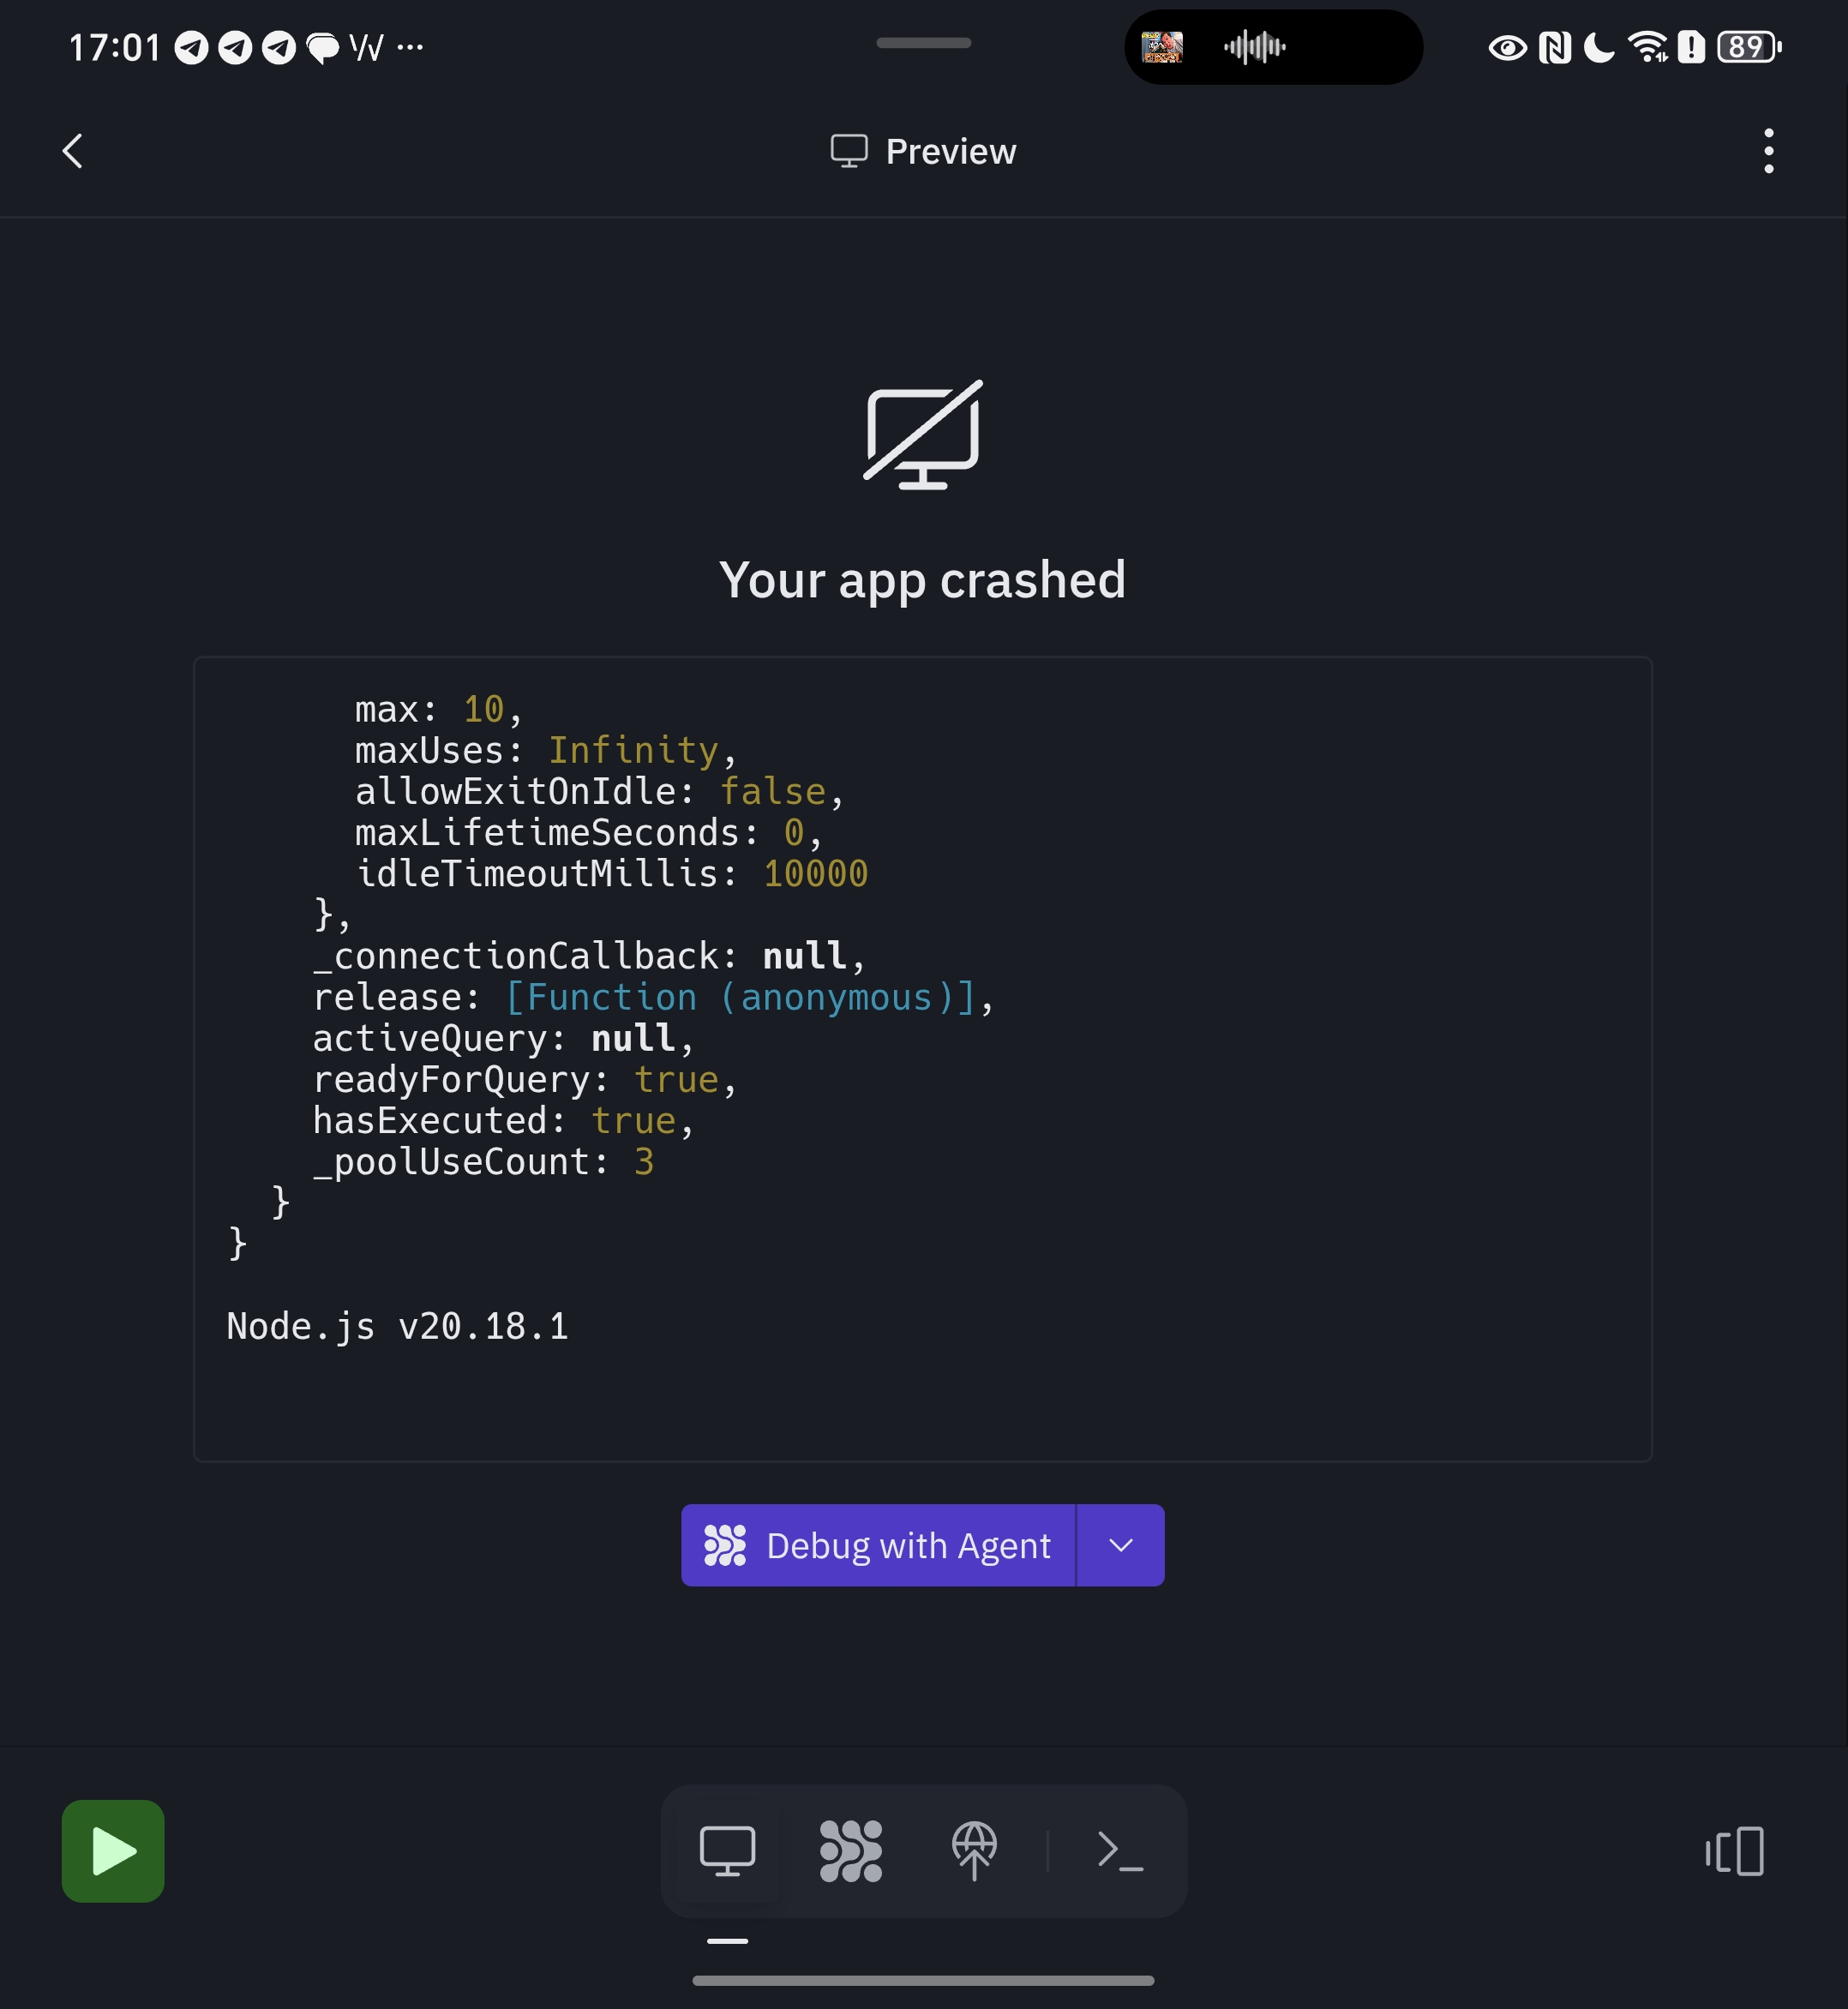 17:01
89
Preview
Your app crashed
max: 10,
maxUses: Infinity,
allowExitOnIdle: false,
maxLifetimeSeconds: 0,
idleTimeoutMillis: 10000
},
_connectionCallback: null,
release: [Function (anonymous)],
activeQuery: null,
readyForQuery: true,
hasExecuted: true,
_poolUseCount: 3
}
}
Node.js v20.18.1
Debug with Agent